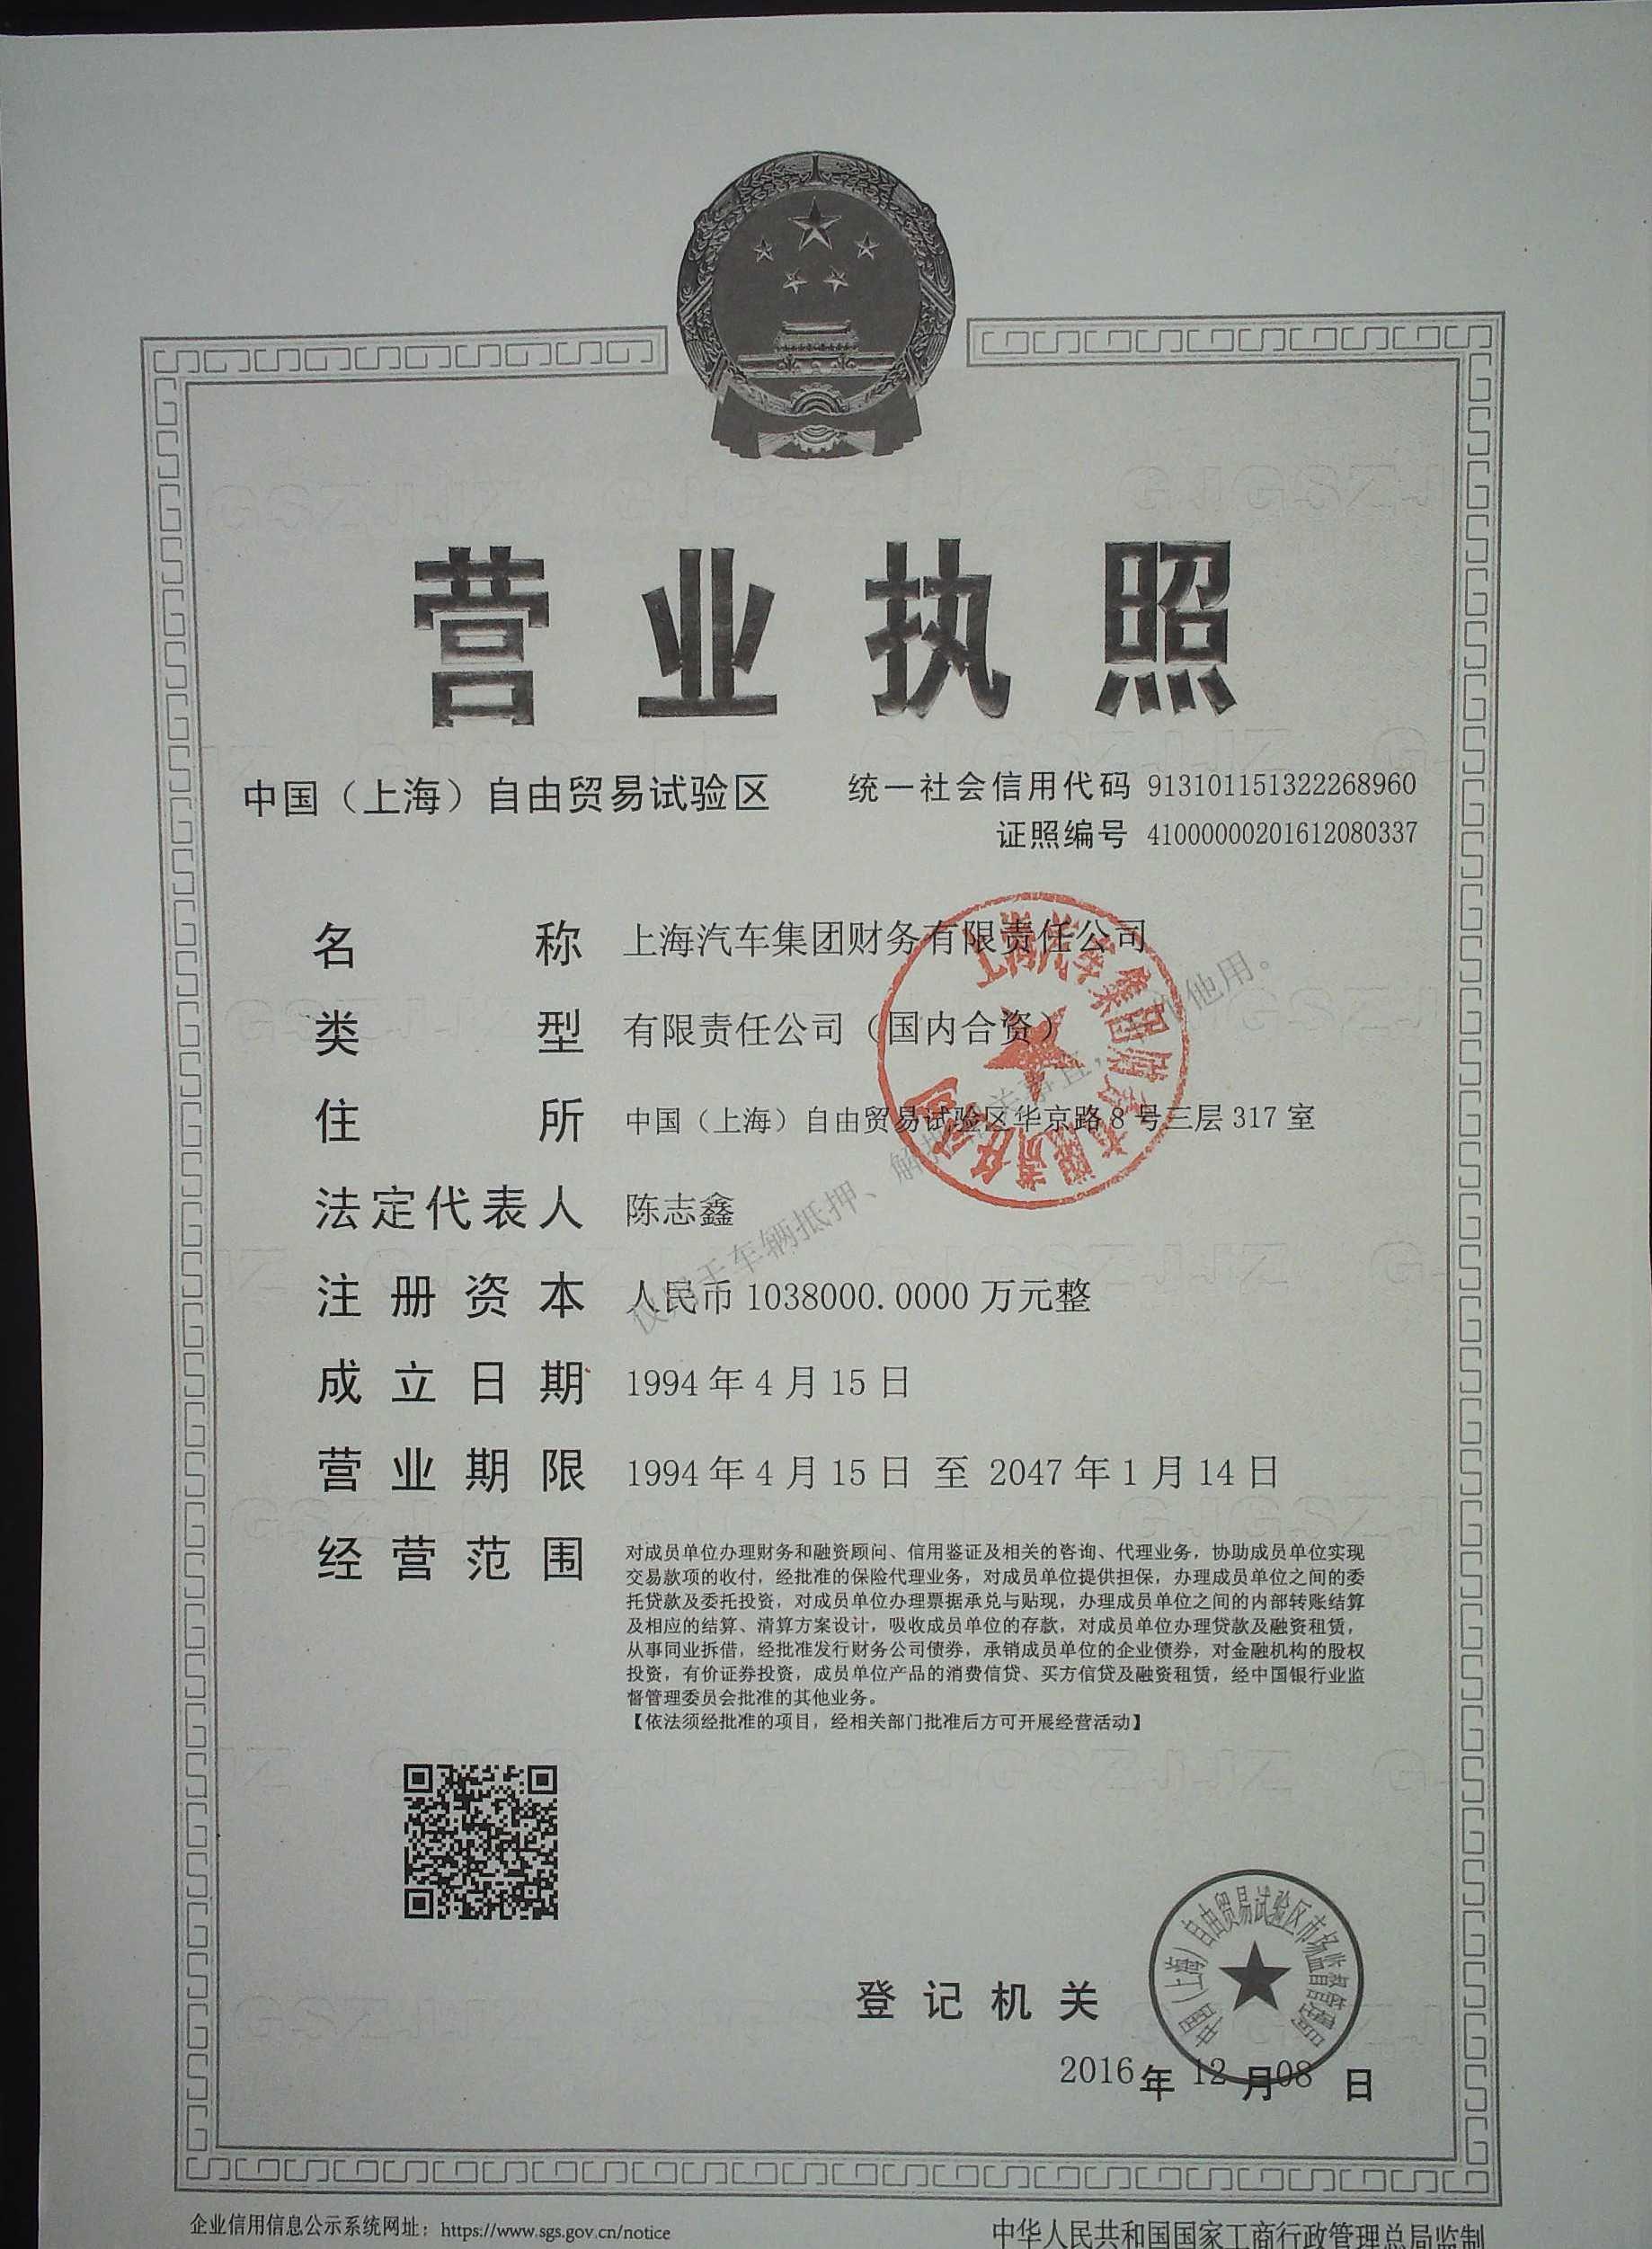 营业执照
中国（上海）自由贸易试验区
统一社会信用代码 913101151322268960
证照编号 41000000201612080337
名称 上海汽车集团财务有限责任公司
类型 有限责任公司（国内合资）
住所 中国（上海）自由贸易试验区华京路8号三层317室
法定代表人 陈志鑫
注册资本 人民币1038000.0000万元整
成立日期 1994年4月15日
营业期限 1994年4月15日 至 2047年1月14日
经营范围 对成员单位办理财务和融资顾问、信用鉴证及相关的咨询、代理业务，协助成员单位实现
交易款项的收付，经批准的保险代理业务，对成员单位提供担保，办理成员单位之间的委
托贷款及委托投资，对成员单位办理票据承兑与贴现，办理成员单位之间的内部转账结算
及相应的结算、清算方案设计，吸收成员单位的存款，对成员单位办理贷款及融资租赁，
从事同业拆借，经批准发行财务公司债券，承销成员单位的企业债券，对金融机构的股权
投资，有价证券投资，成员单位产品的消费信贷、买方信贷及融资租赁，经中国银行业监
督管理委员会批准的其他业务。
【依法须经批准的项目，经相关部门批准后方可开展经营活动】
上海汽车集团财务有限责任公司
车辆抵押、解
他用。
登记机关
中国（上海）自由贸易试验区市场监督管理局
2016年12月08日
企业信用信息公示系统网址：https://www.sgs.gov.cn/notice
中华人民共和国国家工商行政管理总局监制